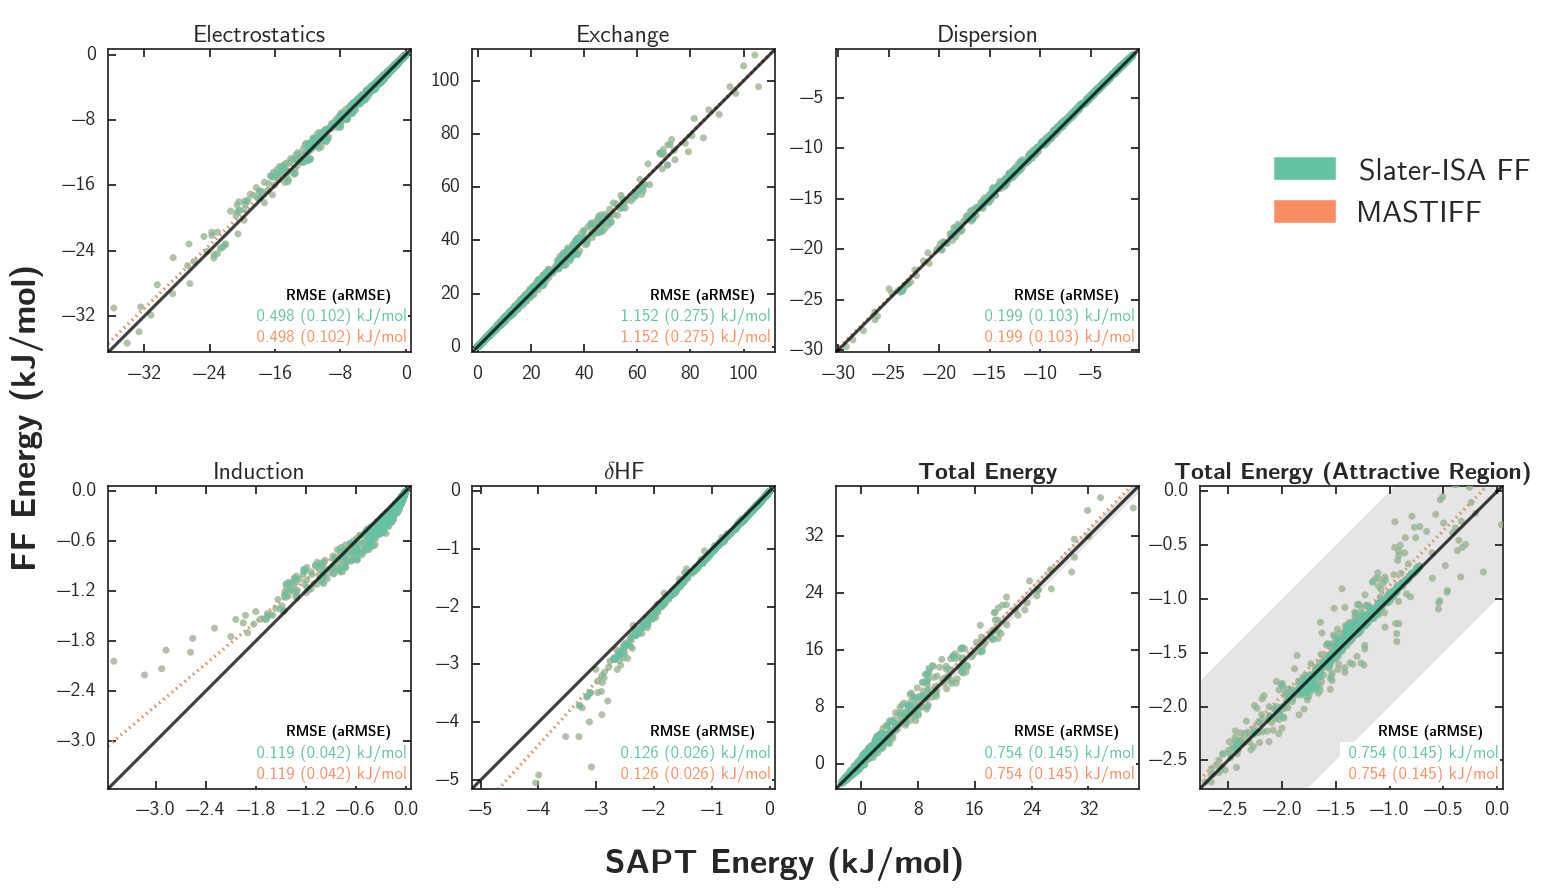 Electrostatics
0
−8
−16
−24
−32
−32 −24 −16 −8 0
RMSE (aRMSE)
0.498 (0.102) kJ/mol
0.498 (0.102) kJ/mol
Exchange
100
80
60
40
20
0
0 20 40 60 80 100
RMSE (aRMSE)
1.152 (0.275) kJ/mol
1.152 (0.275) kJ/mol
Dispersion
−5
−10
−15
−20
−25
−30
−30 −25 −20 −15 −10 −5
RMSE (aRMSE)
0.199 (0.103) kJ/mol
0.199 (0.103) kJ/mol
Slater-ISA FF
MASTIFF
FF Energy (kJ/mol)
Induction
0.0
−0.6
−1.2
−1.8
−2.4
−3.0
−3.0 −2.4 −1.8 −1.2 −0.6 0.0
RMSE (aRMSE)
0.119 (0.042) kJ/mol
0.119 (0.042) kJ/mol
δHF
0
−1
−2
−3
−4
−5
−5 −4 −3 −2 −1 0
RMSE (aRMSE)
0.126 (0.026) kJ/mol
0.126 (0.026) kJ/mol
Total Energy
32
24
16
8
0
0 8 16 24 32
RMSE (aRMSE)
0.754 (0.145) kJ/mol
0.754 (0.145) kJ/mol
Total Energy (Attractive Region)
0.0
−0.5
−1.0
−1.5
−2.0
−2.5
−2.5 −2.0 −1.5 −1.0 −0.5 0.0
RMSE (aRMSE)
0.754 (0.145) kJ/mol
0.754 (0.145) kJ/mol
SAPT Energy (kJ/mol)